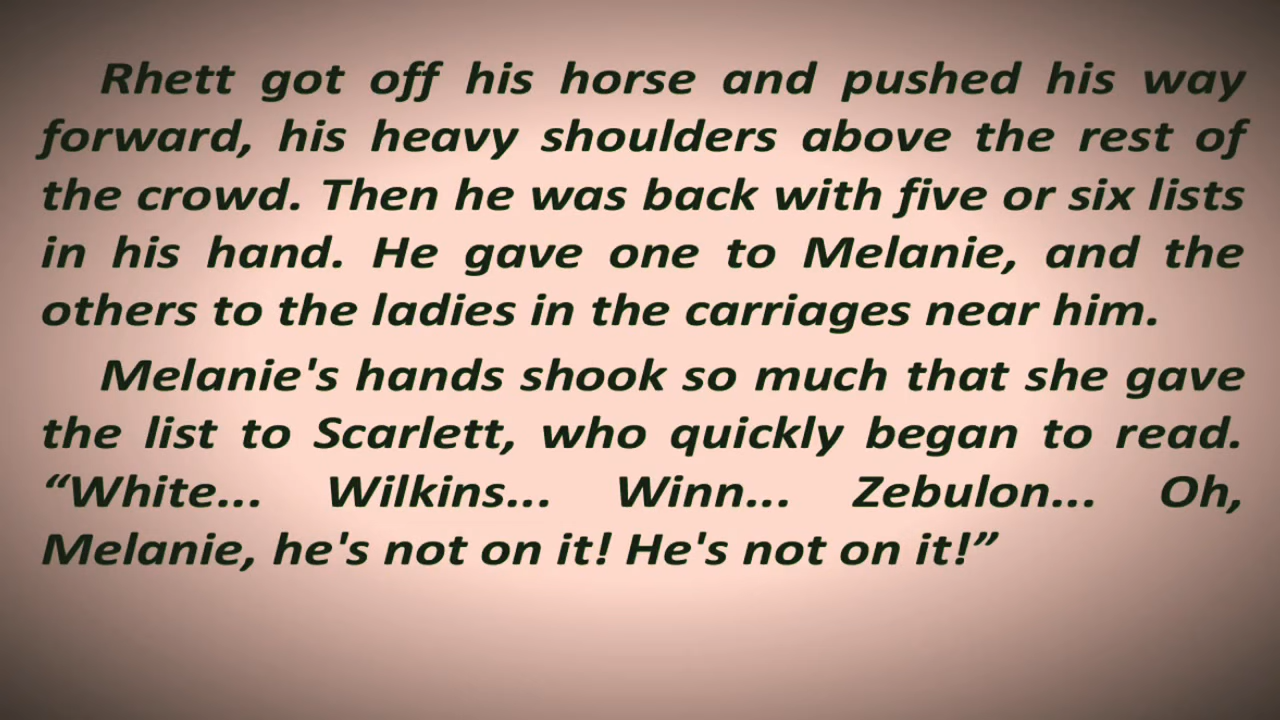 Rhett got off his horse and pushed his way
forward, his heavy shoulders above the rest of
the crowd. Then he was back with five or six lists
in his hand. He gave one to Melanie, and the
others to the ladies in the carriages near him.
Melanie's hands shook so much that she gave
the list to Scarlett, who quickly began to read.
“White... Wilkins... Winn... Zebulon... Oh,
Melanie, he's not on it! He's not on it!”